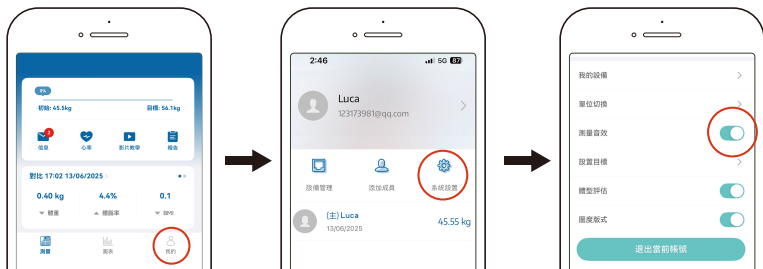 0%
初始: 45.5kg
目標: 56.1kg
2
信息
心率
影片教學
報告
對比 17:02 13/06/2025
0.40 kg
4.4%
0.1
體重
體脂率
BMI
測量
圖表
我的
2:46
5G 87
Luca
123173981@qq.com
設備管理
添加成員
系統設置
(主) Luca
13/06/2025
45.55 kg
我的設備
單位切換
測量音效
設置目標
體型評估
圍度版式
退出當前帳號